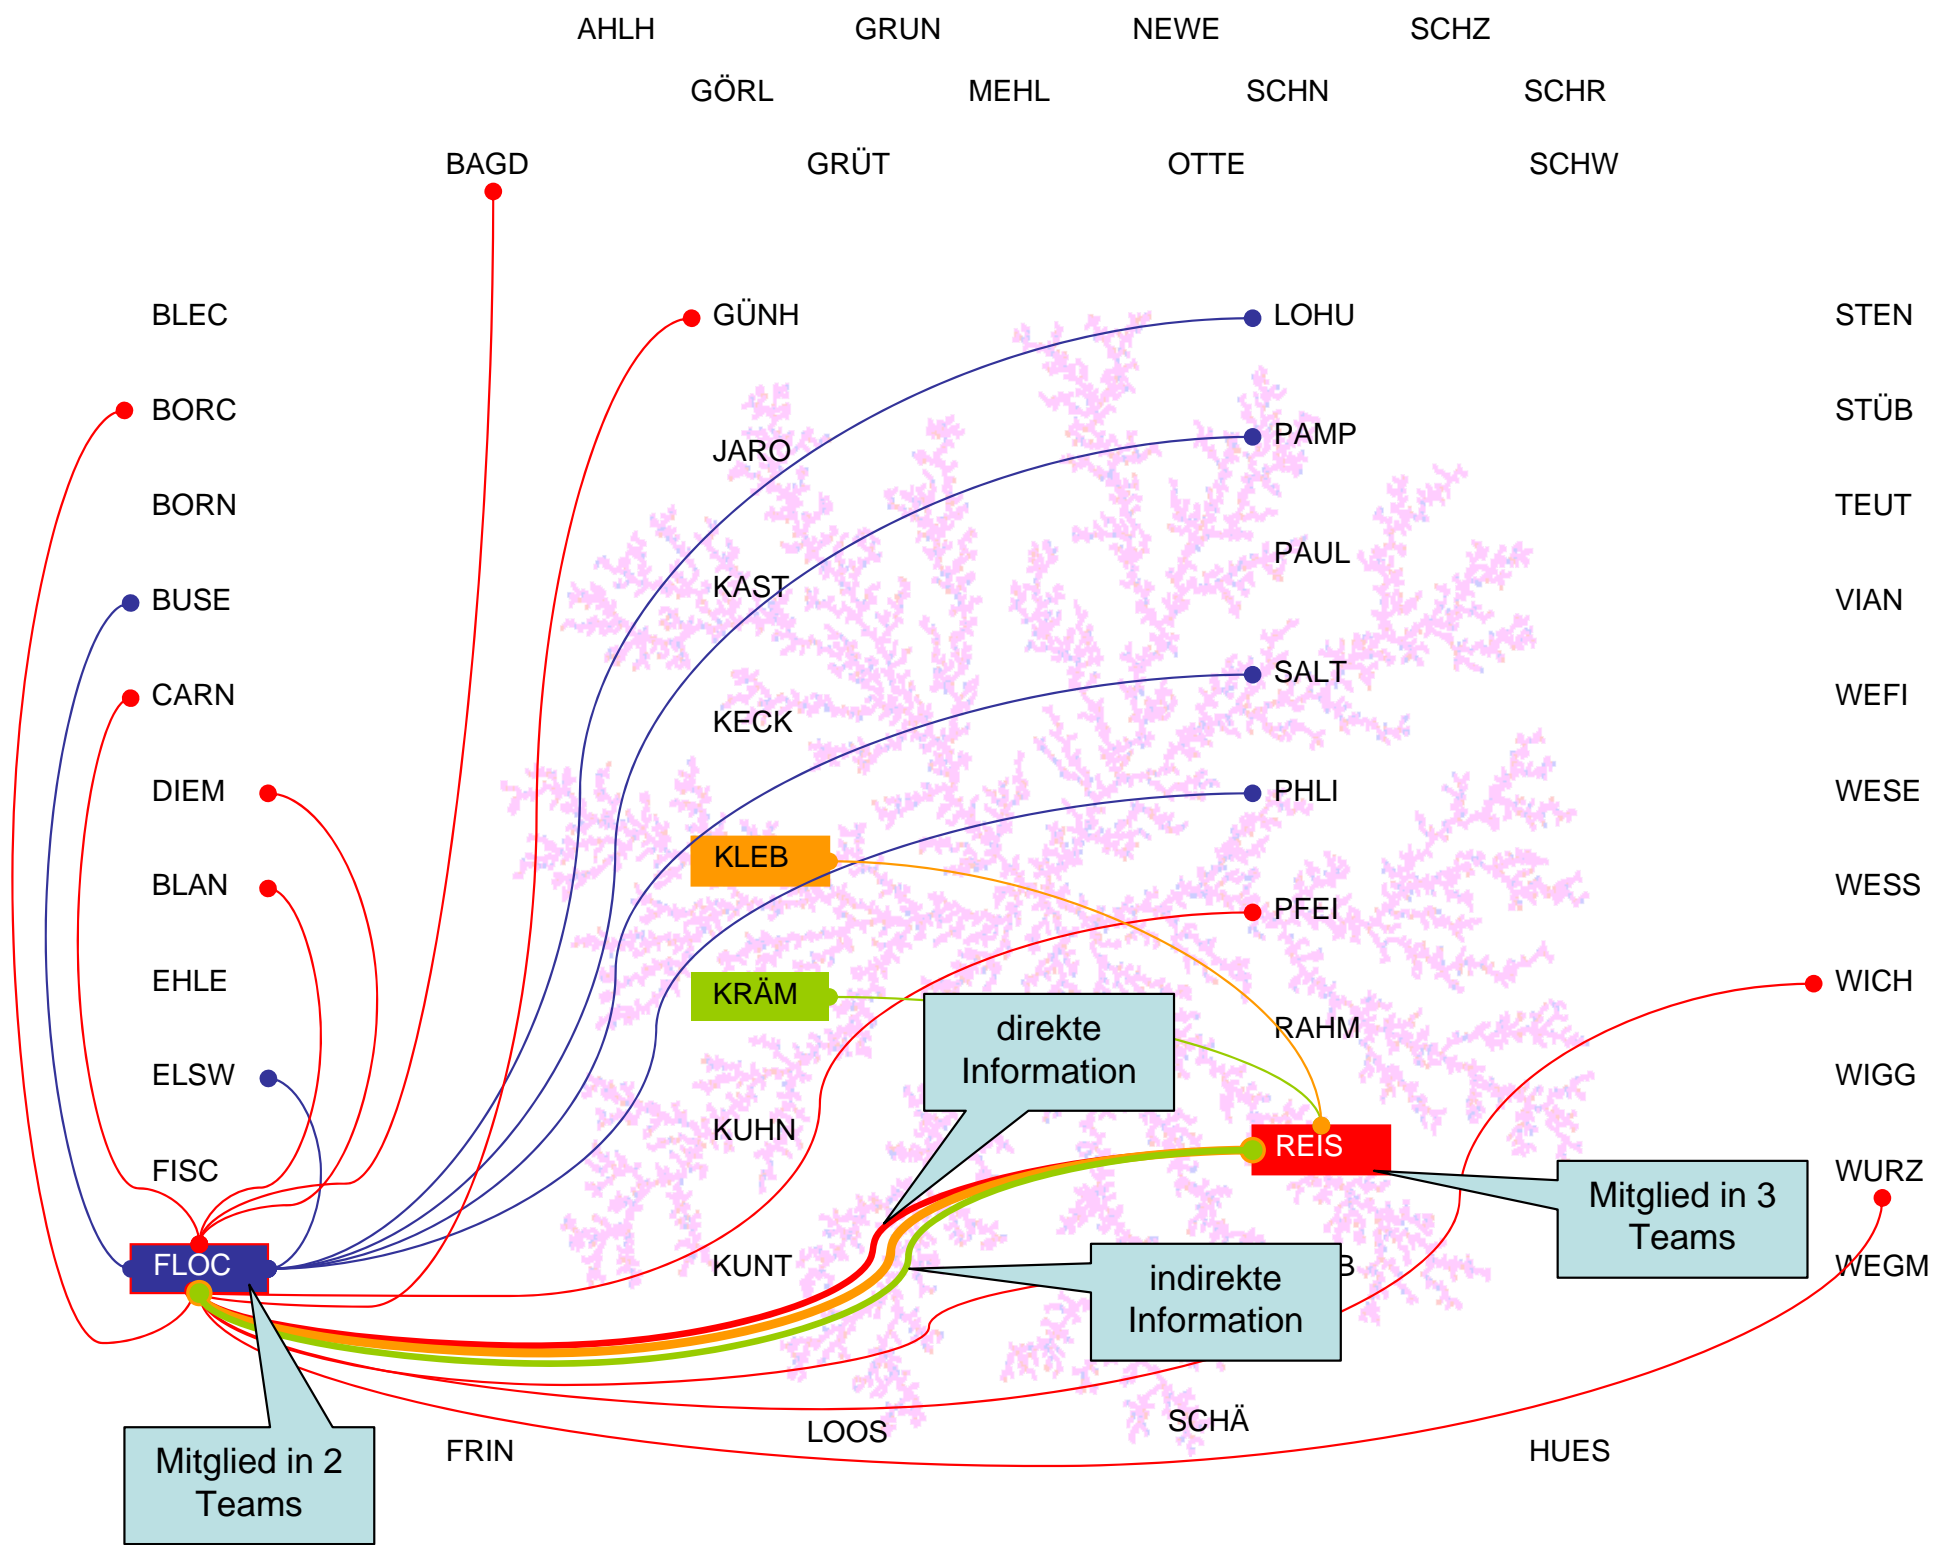 AHLH GRUN NEWE SCHZ
GÖRL MEHL SCHN SCHR
BAGD GRÜT OTTE SCHW
BLEC GÜNH LOHU STEN
BORC STÜB
JARO PAMP
BORN TEUT
PAUL
BUSE KAST VIAN
CARN SALT WEFI
KECK
DIEM PHLI WESE
KLEB
BLAN PFEI WESS
EHLE KRÄM WICH
direkte RAHM
Information
ELSW WIGG
KUHN REIS
FISC WURZ
Mitglied in 3
Teams
FLOC KUNT B WEGM
indirekte
Information
LOOS SCHÄ
FRIN HUES
Mitglied in 2
Teams